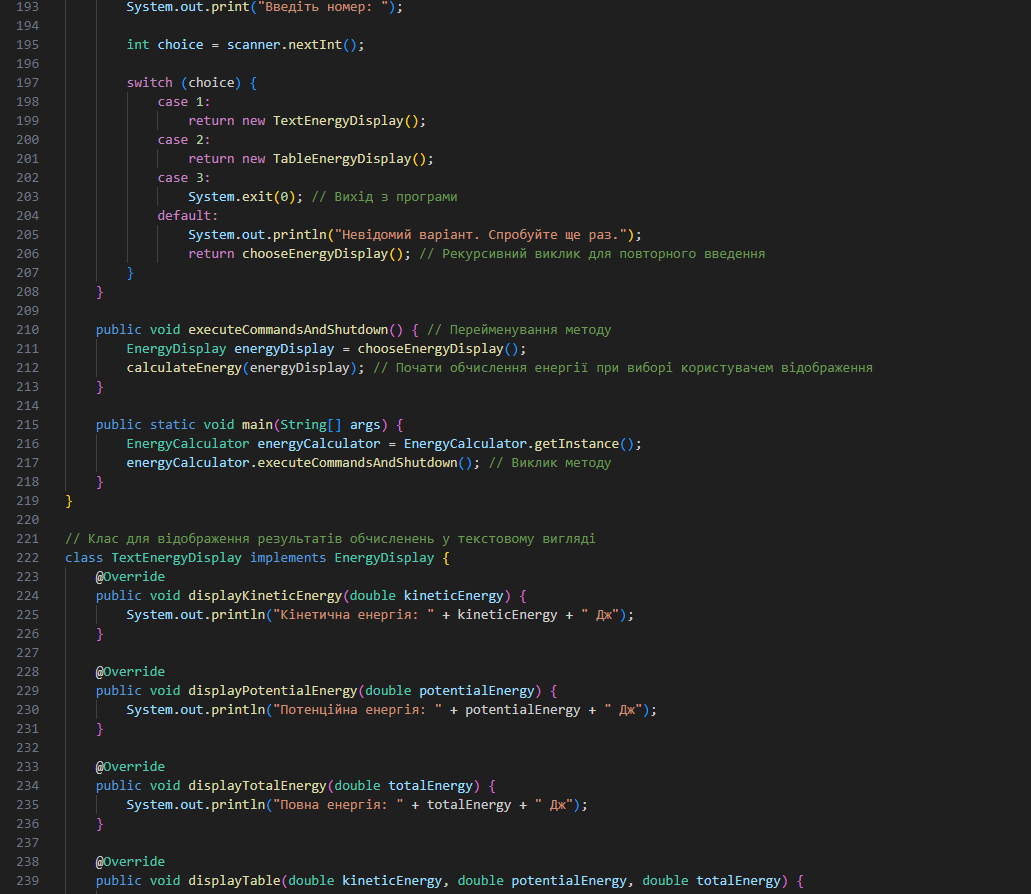 193 System.out.print("Введіть номер: ");
194
195 int choice = scanner.nextInt();
196
197 switch (choice) {
198 case 1:
199 return new TextEnergyDisplay();
200 case 2:
201 return new TableEnergyDisplay();
202 case 3:
203 System.exit(0); // Вихід з програми
204 default:
205 System.out.println("Невідомий варіант. Спробуйте ще раз.");
206 return chooseEnergyDisplay(); // Рекурсивний виклик для повторного введення
207 }
208 }
209
210 public void executeCommandsAndShutdown() { // Перейменування методу
211 EnergyDisplay energyDisplay = chooseEnergyDisplay();
212 calculateEnergy(energyDisplay); // Почати обчислення енергії при виборі користувачем відображення
213 }
214
215 public static void main(String[] args) {
216 EnergyCalculator energyCalculator = EnergyCalculator.getInstance();
217 energyCalculator.executeCommandsAndShutdown(); // Виклик методу
218 }
219 }
220
221 // Клас для відображення результатів обчисленень у текстовому вигляді
222 class TextEnergyDisplay implements EnergyDisplay {
223 @Override
224 public void displayKineticEnergy(double kineticEnergy) {
225 System.out.println("Кінетична енергія: " + kineticEnergy + " Дж");
226 }
227
228 @Override
229 public void displayPotentialEnergy(double potentialEnergy) {
230 System.out.println("Потенційна енергія: " + potentialEnergy + " Дж");
231 }
232
233 @Override
234 public void displayTotalEnergy(double totalEnergy) {
235 System.out.println("Повна енергія: " + totalEnergy + " Дж");
236 }
237
238 @Override
239 public void displayTable(double kineticEnergy, double potentialEnergy, double totalEnergy) {